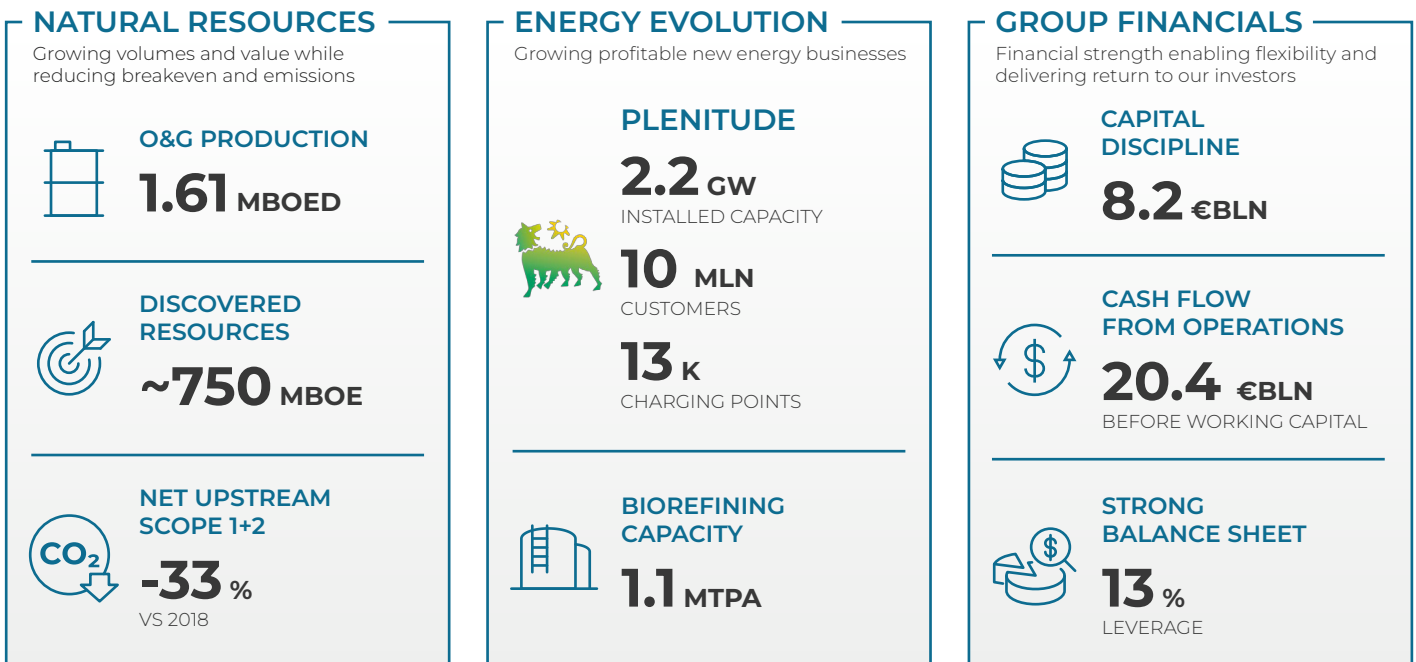 NATURAL RESOURCES
Growing volumes and value while
reducing breakeven and emissions
O&G PRODUCTION
1.61 MBOED
DISCOVERED
RESOURCES
~750 MBOE
CO₂
NET UPSTREAM
SCOPE 1+2
-33 %
VS 2018
ENERGY EVOLUTION
Growing profitable new energy businesses
PLENITUDE
2.2 GW
INSTALLED CAPACITY
10 MLN
CUSTOMERS
13 K
CHARGING POINTS
BIOREFINING
CAPACITY
1.1 MTPA
GROUP FINANCIALS
Financial strength enabling flexibility and
delivering return to our investors
CAPITAL
DISCIPLINE
8.2 €BLN
$
CASH FLOW
FROM OPERATIONS
20.4 €BLN
BEFORE WORKING CAPITAL
$
STRONG
BALANCE SHEET
13 %
LEVERAGE